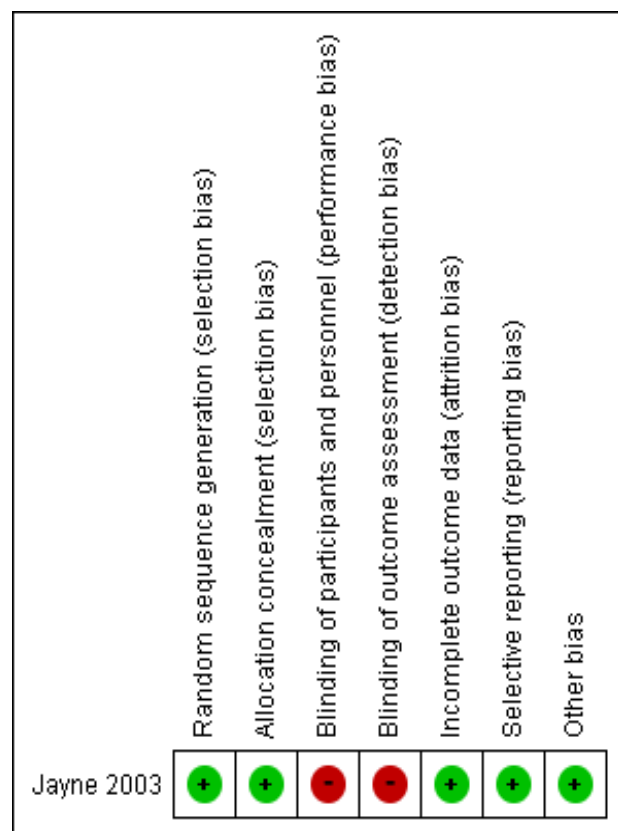 Random sequence generation (selection bias)
Allocation concealment (selection bias)
Blinding of participants and personnel (performance bias)
Blinding of outcome assessment (detection bias)
Incomplete outcome data (attrition bias)
Selective reporting (reporting bias)
Other bias
Jayne 2003 + + - - + + +